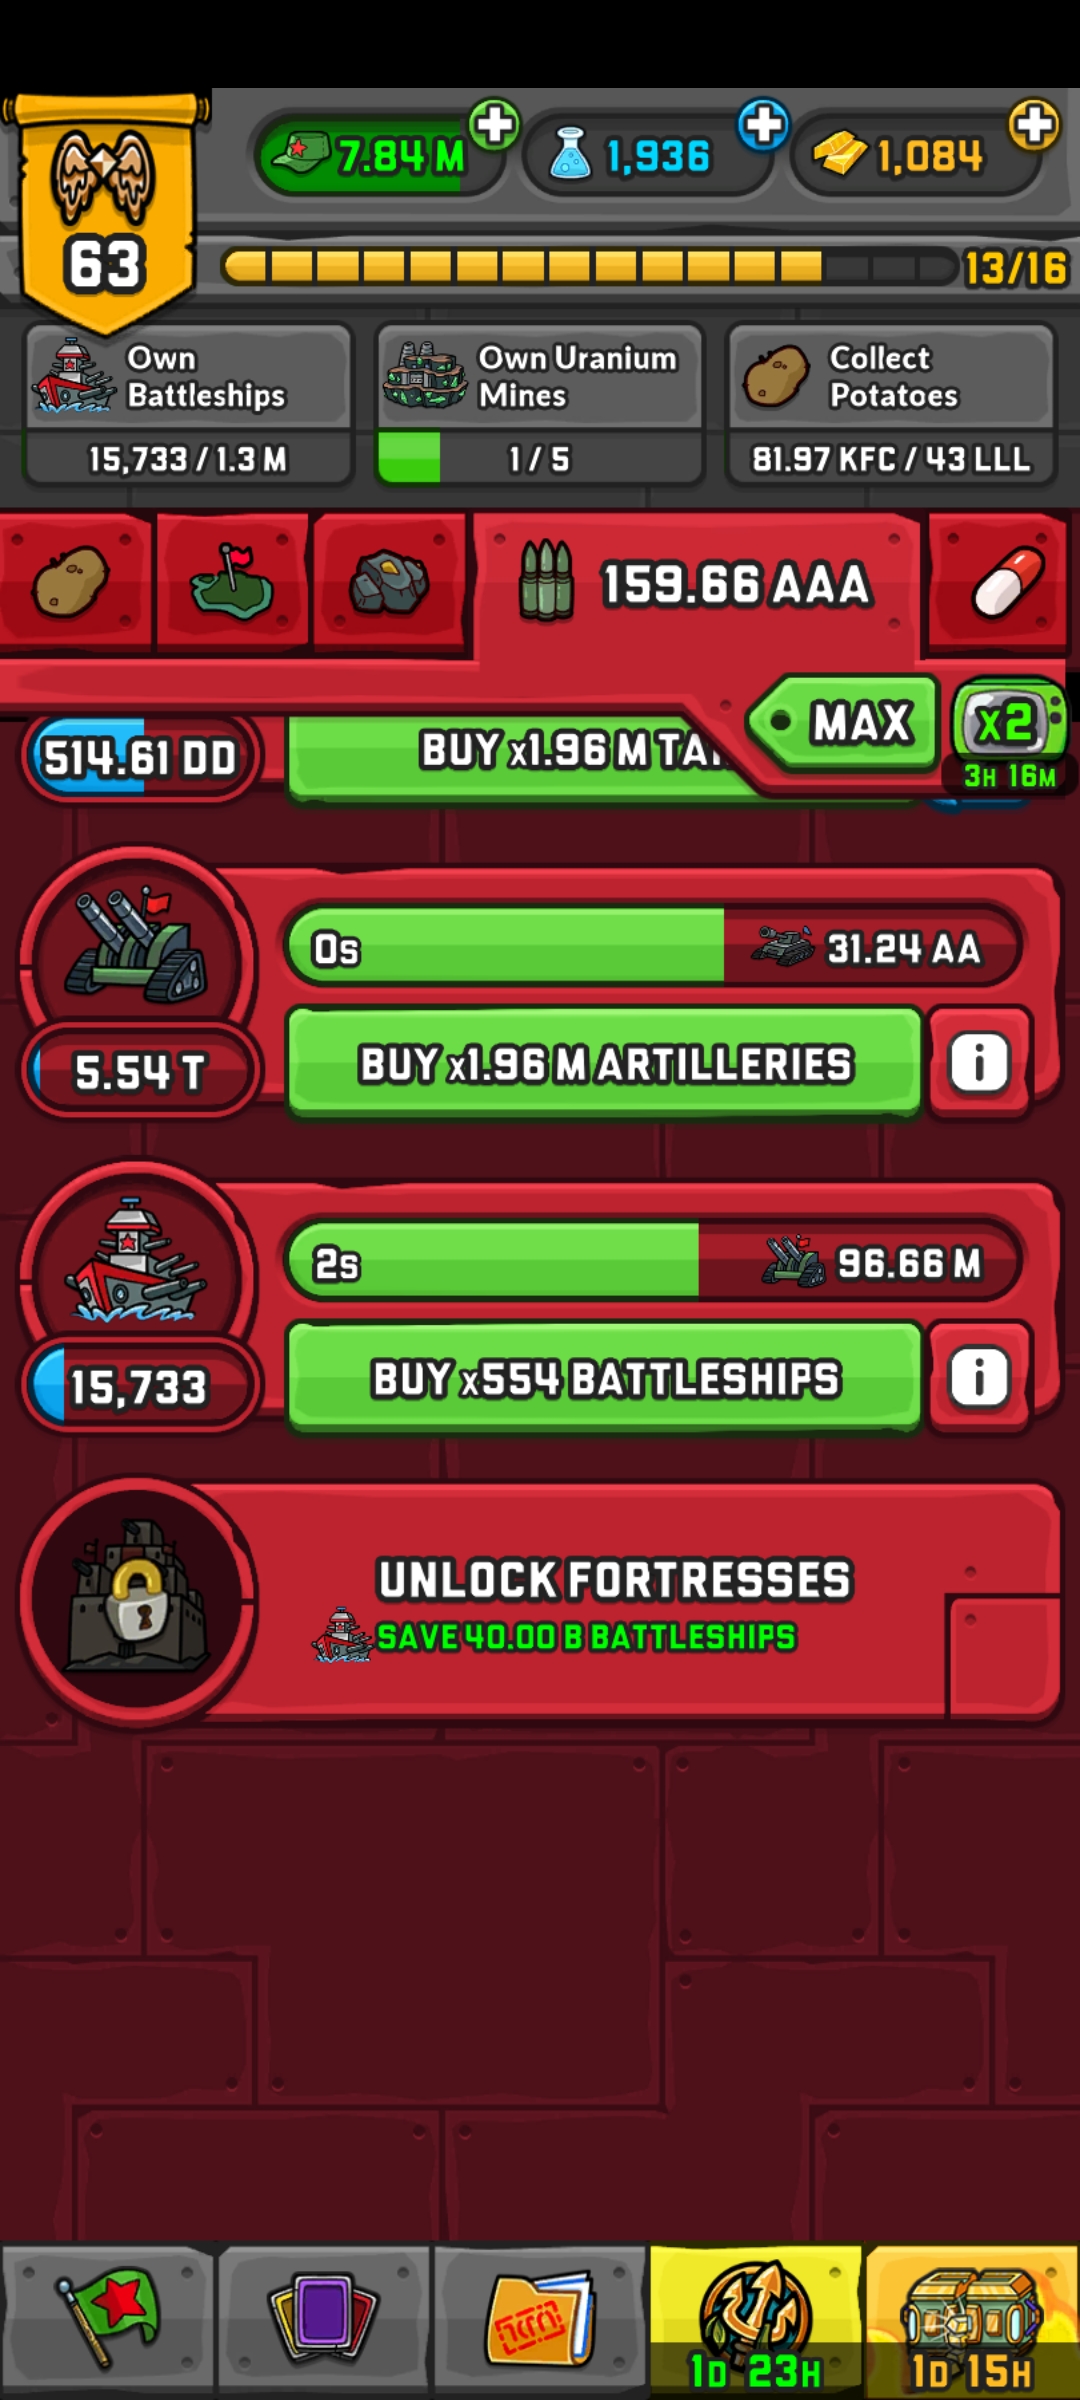 7.84 M
1,936
1,084
63
13/16
Own
Battleships
15,733 / 1.3 M
Own Uranium
Mines
1 / 5
Collect
Potatoes
81.97 KFC / 43 LLL
159.66 AAA
MAX
x2
3H 16M
514.61 DD
BUY x1.96 M TA
0s
31.24 AA
5.54 T
BUY x1.96 M ARTILLERIES
i
2s
96.66 M
15,733
BUY x554 BATTLESHIPS
i
UNLOCK FORTRESSES
SAVE 40.00 B BATTLESHIPS
1D 23H
1D 15H